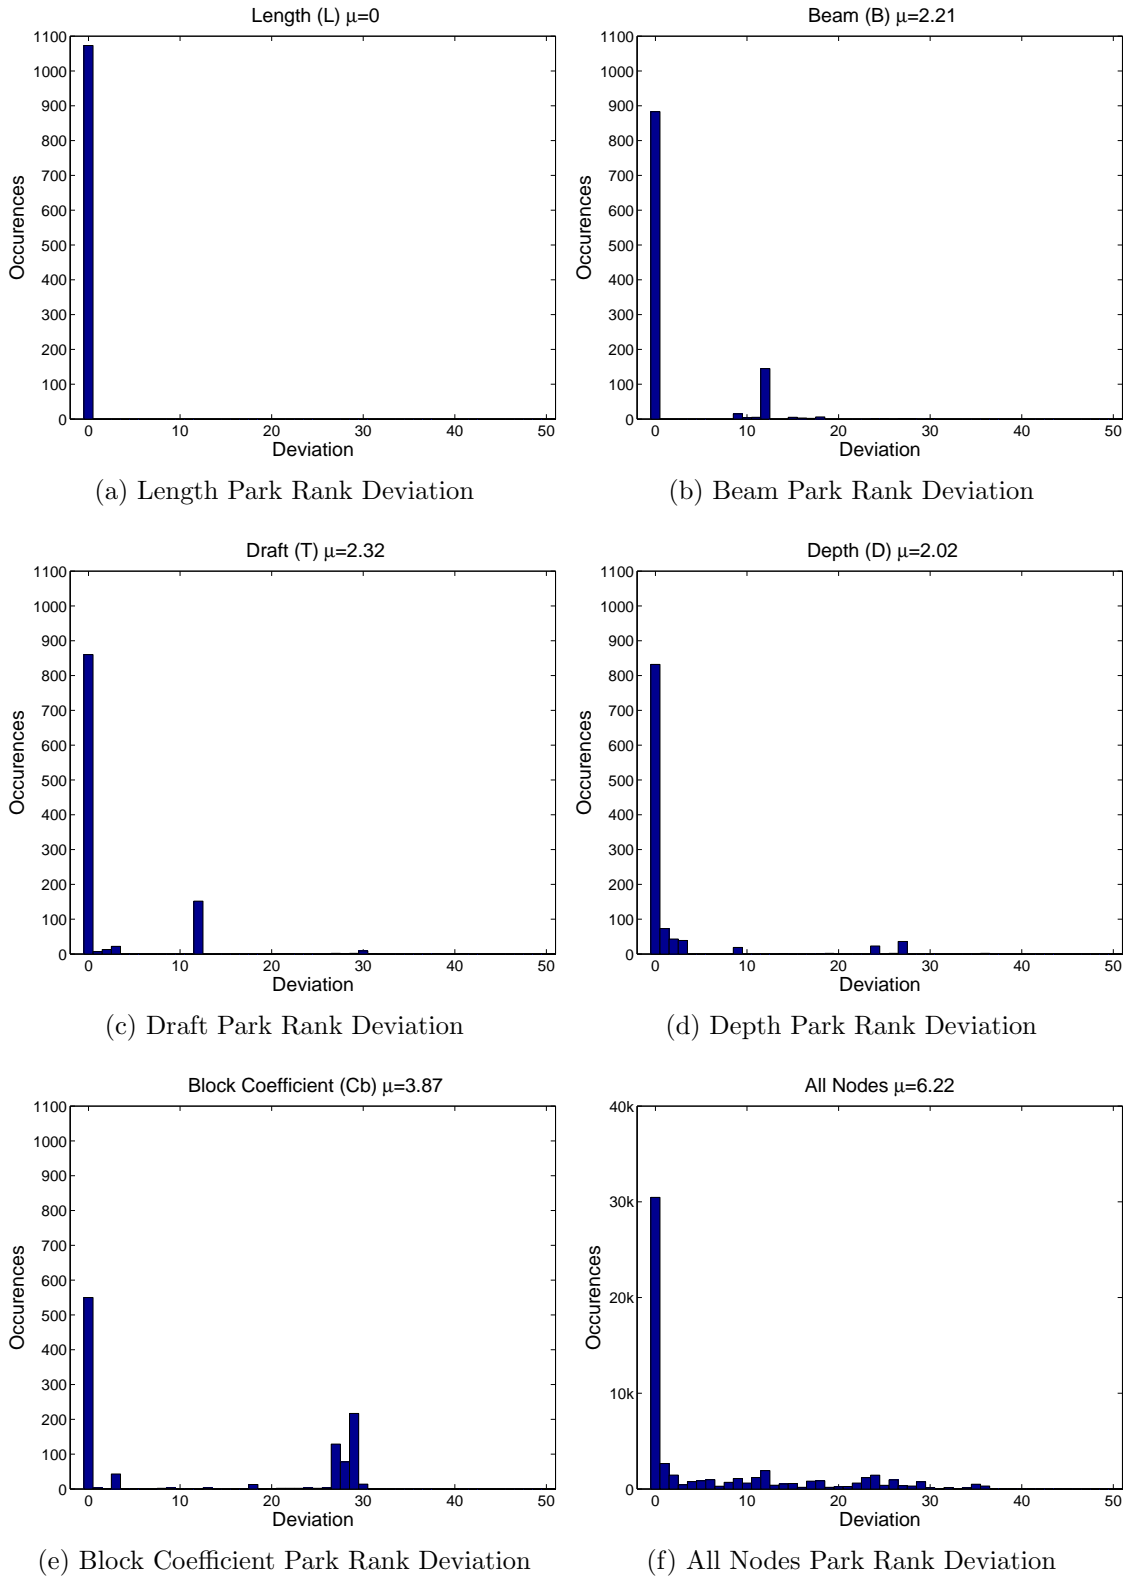 Length (L) μ=0
1100
1000
900
800
700
600
500
400
300
200
100
0
Occurences
0 10 20 30 40 50
Deviation
(a) Length Park Rank Deviation
Beam (B) μ=2.21
1100
1000
900
800
700
600
500
400
300
200
100
0
Occurences
0 10 20 30 40 50
Deviation
(b) Beam Park Rank Deviation
Draft (T) μ=2.32
1100
1000
900
800
700
600
500
400
300
200
100
0
Occurences
0 10 20 30 40 50
Deviation
(c) Draft Park Rank Deviation
Depth (D) μ=2.02
1100
1000
900
800
700
600
500
400
300
200
100
0
Occurences
0 10 20 30 40 50
Deviation
(d) Depth Park Rank Deviation
Block Coefficient (Cb) μ=3.87
1100
1000
900
800
700
600
500
400
300
200
100
0
Occurences
0 10 20 30 40 50
Deviation
(e) Block Coefficient Park Rank Deviation
All Nodes μ=6.22
40k
30k
20k
10k
0
Occurences
0 10 20 30 40 50
Deviation
(f) All Nodes Park Rank Deviation